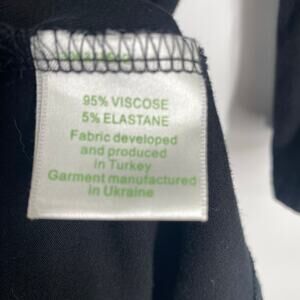 95% VISCOSE
5% ELASTANE
Fabric developed
and produced
in Turkey
Garment manufactured
in Ukraine